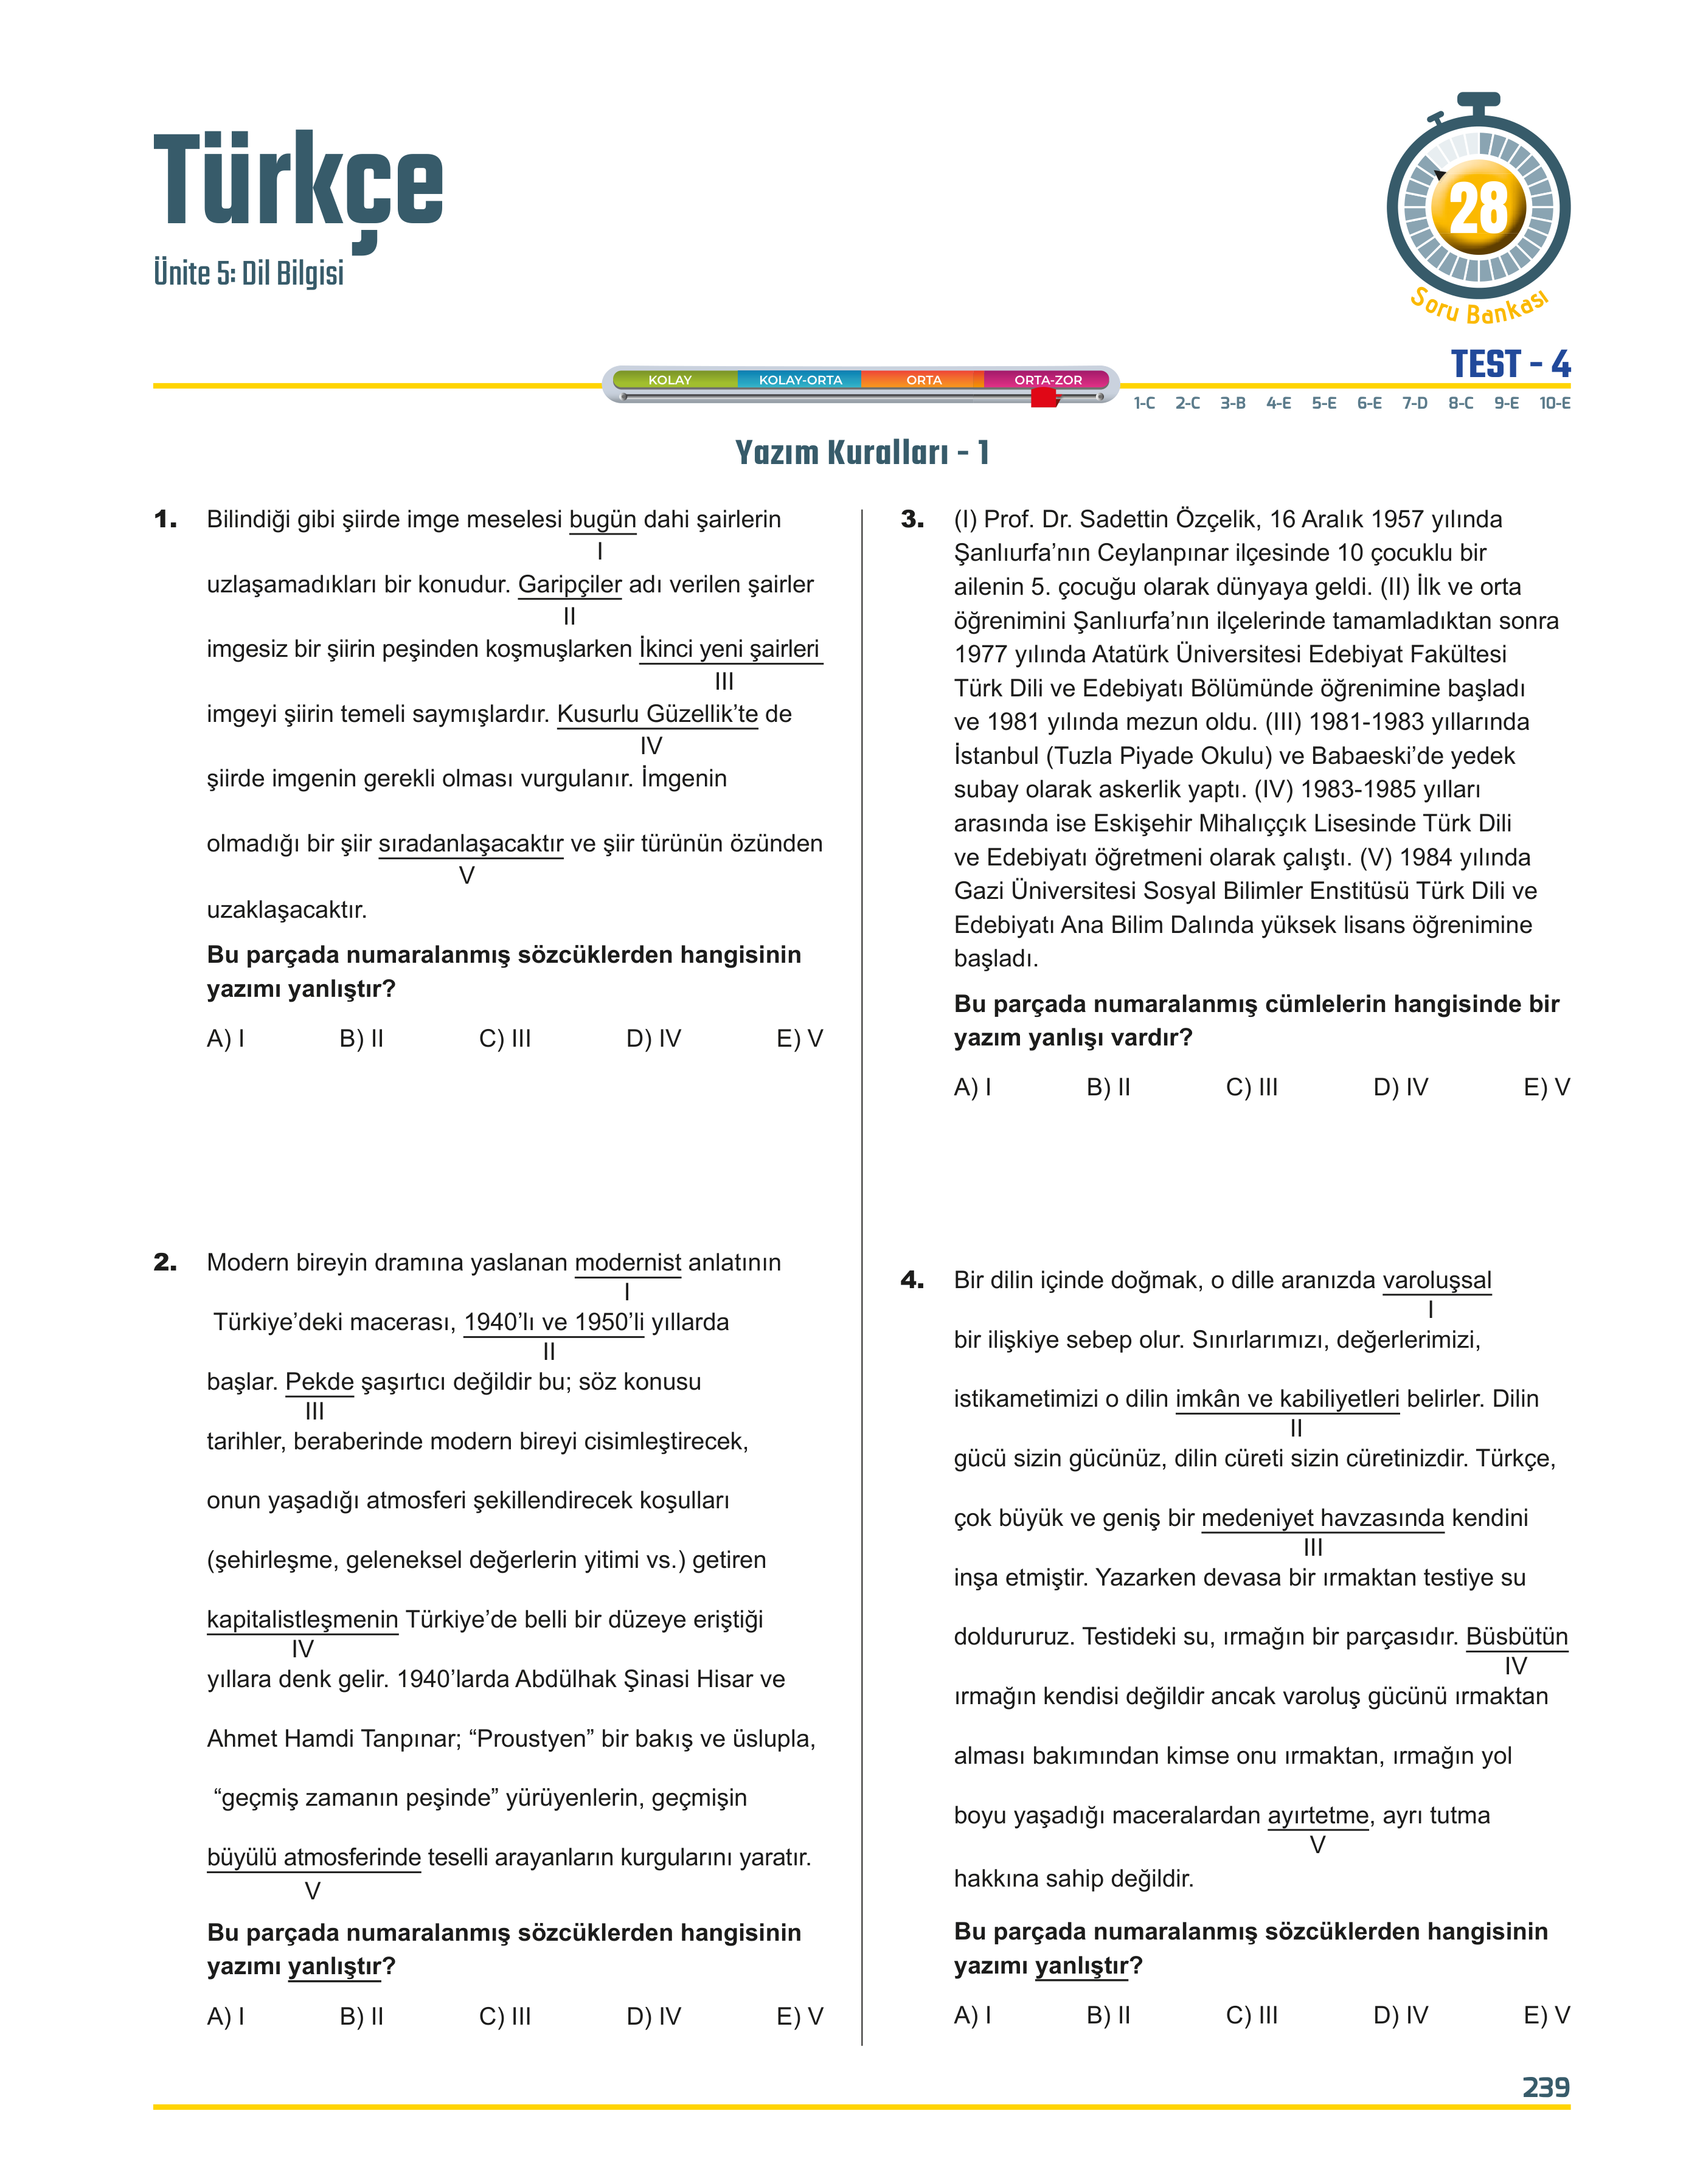 Türkçe
Ünite 5: Dil Bilgisi
28
Soru Bankası
TEST - 4
KOLAY KOLAY-ORTA ORTA ORTA-ZOR
1-C 2-C 3-B 4-E 5-E 6-E 7-D 8-C 9-E 10-E
Yazım Kuralları - 1
1. Bilindiği gibi şiirde imge meselesi bugün dahi şairlerin
I
uzlaşamadıkları bir konudur. Garipçiler adı verilen şairler
II
imgesiz bir şiirin peşinden koşmuşlarken İkinci yeni şairleri
III
imgeyi şiirin temeli saymışlardır. Kusurlu Güzellik’te de
IV
şiirde imgenin gerekli olması vurgulanır. İmgenin
olmadığı bir şiir sıradanlaşacaktır ve şiir türünün özünden
V
uzaklaşacaktır.
Bu parçada numaralanmış sözcüklerden hangisinin
yazımı yanlıştır?
A) I B) II C) III D) IV E) V
2. Modern bireyin dramına yaslanan modernist anlatının
I
Türkiye’deki macerası, 1940’lı ve 1950’li yıllarda
II
başlar. Pekde şaşırtıcı değildir bu; söz konusu
III
tarihler, beraberinde modern bireyi cisimleştirecek,
onun yaşadığı atmosferi şekillendirecek koşulları
(şehirleşme, geleneksel değerlerin yitimi vs.) getiren
kapitalistleşmenin Türkiye’de belli bir düzeye eriştiği
IV
yıllara denk gelir. 1940’larda Abdülhak Şinasi Hisar ve
Ahmet Hamdi Tanpınar; “Proustyen” bir bakış ve üslupla,
“geçmiş zamanın peşinde” yürüyenlerin, geçmişin
büyülü atmosferinde teselli arayanların kurgularını yaratır.
V
Bu parçada numaralanmış sözcüklerden hangisinin
yazımı yanlıştır?
A) I B) II C) III D) IV E) V
3. (I) Prof. Dr. Sadettin Özçelik, 16 Aralık 1957 yılında
Şanlıurfa’nın Ceylanpınar ilçesinde 10 çocuklu bir
ailenin 5. çocuğu olarak dünyaya geldi. (II) İlk ve orta
öğrenimini Şanlıurfa’nın ilçelerinde tamamladıktan sonra
1977 yılında Atatürk Üniversitesi Edebiyat Fakültesi
Türk Dili ve Edebiyatı Bölümünde öğrenimine başladı
ve 1981 yılında mezun oldu. (III) 1981-1983 yıllarında
İstanbul (Tuzla Piyade Okulu) ve Babaeski’de yedek
subay olarak askerlik yaptı. (IV) 1983-1985 yılları
arasında ise Eskişehir Mihalıççık Lisesinde Türk Dili
ve Edebiyatı öğretmeni olarak çalıştı. (V) 1984 yılında
Gazi Üniversitesi Sosyal Bilimler Enstitüsü Türk Dili ve
Edebiyatı Ana Bilim Dalında yüksek lisans öğrenimine
başladı.
Bu parçada numaralanmış cümlelerin hangisinde bir
yazım yanlışı vardır?
A) I B) II C) III D) IV E) V
4. Bir dilin içinde doğmak, o dille aranızda varoluşsal
I
bir ilişkiye sebep olur. Sınırlarımızı, değerlerimizi,
istikametimizi o dilin imkân ve kabiliyetleri belirler. Dilin
II
gücü sizin gücünüz, dilin cüreti sizin cüretinizdir. Türkçe,
çok büyük ve geniş bir medeniyet havzasında kendini
III
inşa etmiştir. Yazarken devasa bir ırmaktan testiye su
doldururuz. Testideki su, ırmağın bir parçasıdır. Büsbütün
IV
ırmağın kendisi değildir ancak varoluş gücünü ırmaktan
alması bakımından kimse onu ırmaktan, ırmağın yol
boyu yaşadığı maceralardan ayırtetme, ayrı tutma
V
hakkına sahip değildir.
Bu parçada numaralanmış sözcüklerden hangisinin
yazımı yanlıştır?
A) I B) II C) III D) IV E) V
239